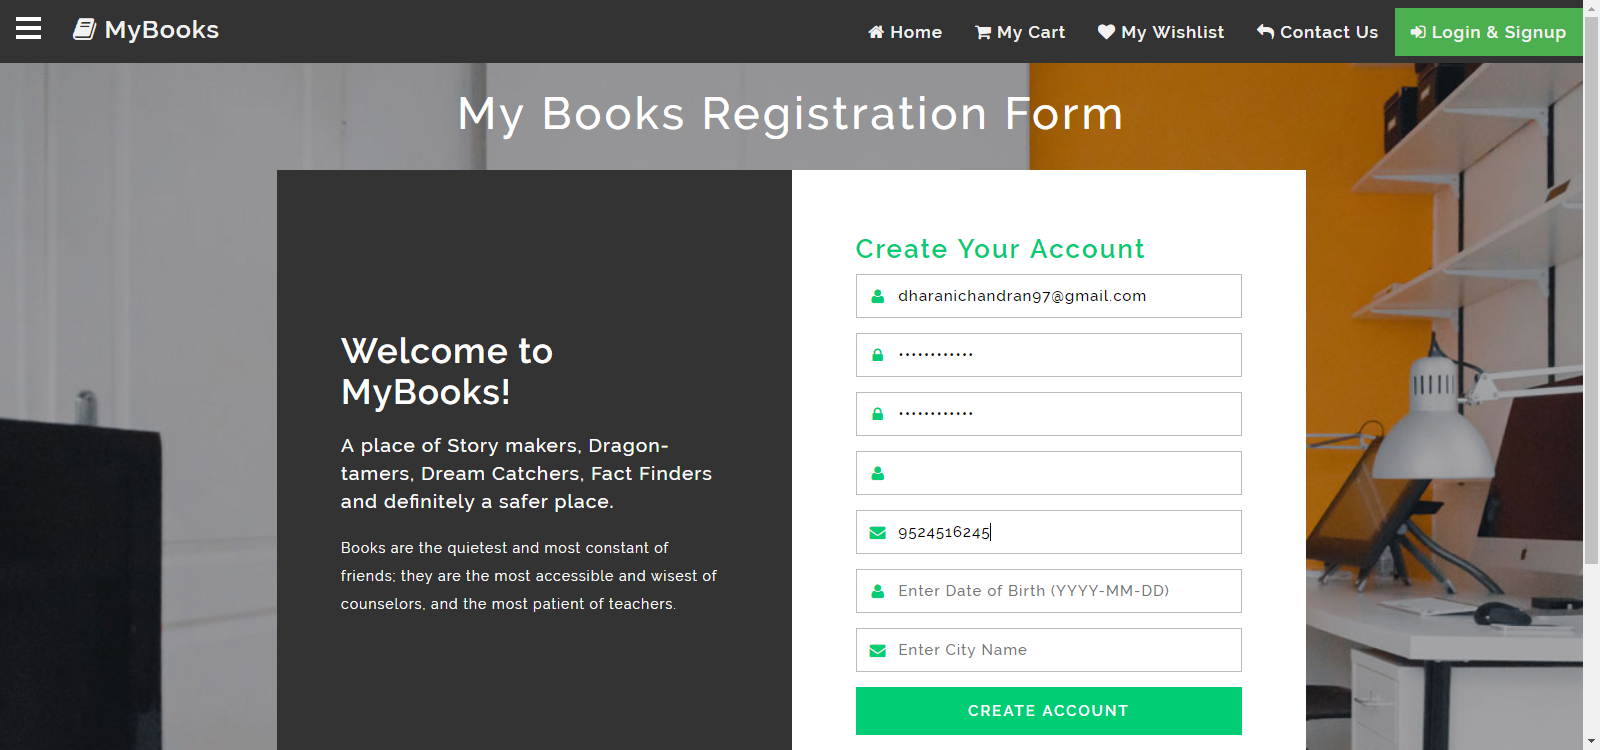 MyBooks
Home
My Cart
My Wishlist
Contact Us
Login & Signup
My Books Registration Form
Welcome to
MyBooks!
A place of Story makers, Dragon-
tamers, Dream Catchers, Fact Finders
and definitely a safer place.
Books are the quietest and most constant of
friends; they are the most accessible and wisest of
counselors, and the most patient of teachers.
Create Your Account
dharanichandran97@gmail.com
••••••••••••
••••••••••••
9524516245
Enter Date of Birth (YYYY-MM-DD)
Enter City Name
CREATE ACCOUNT